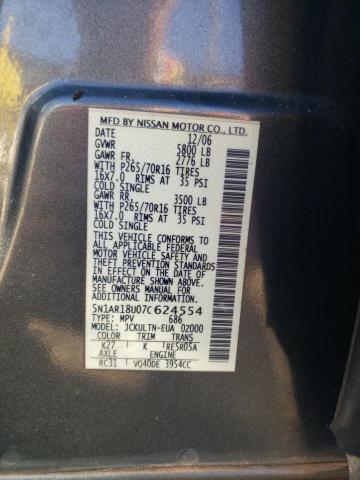 MFD BY NISSAN MOTOR CO., LTD.
DATE 12/06
GVWR 5800 LB
GAWR FR. 2776 LB
WITH P265/70R16 TIRES
16X7.0 RIMS AT 35 PSI
COLD SINGLE
GAWR RR. 3500 LB
WITH P265/70R16 TIRES
16X7.0 RIMS AT 35 PSI
COLD SINGLE
THIS VEHICLE CONFORMS TO
ALL APPLICABLE FEDERAL
MOTOR VEHICLE SAFETY AND
THEFT PREVENTION STANDARDS
IN EFFECT ON THE DATE OF
MANUFACTURE SHOWN ABOVE.
SEE OWNERS MANUAL FOR
ADDITIONAL INFORMATION.
5N1AR18U07C624554
TYPE: MPV 686
MODEL: JCKULTN-EUA 02000
COLOR TRIM TRANS
K27 K RE5R05A
AXLE ENGINE
RC31 VQ40DE 3954CC